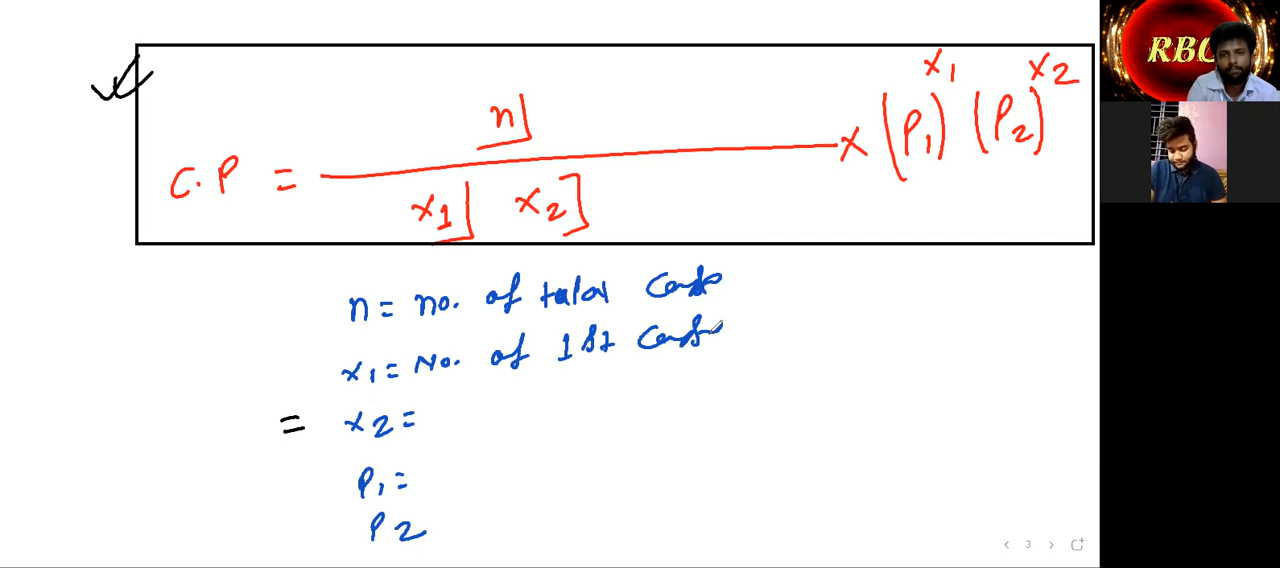 C.P = n! / (x1! x2!) × (P1)^x1 (P2)^x2
n = no. of total Cards
x1 = No. of 1st Cards
= x2 =
P1 =
P2
RBC
3